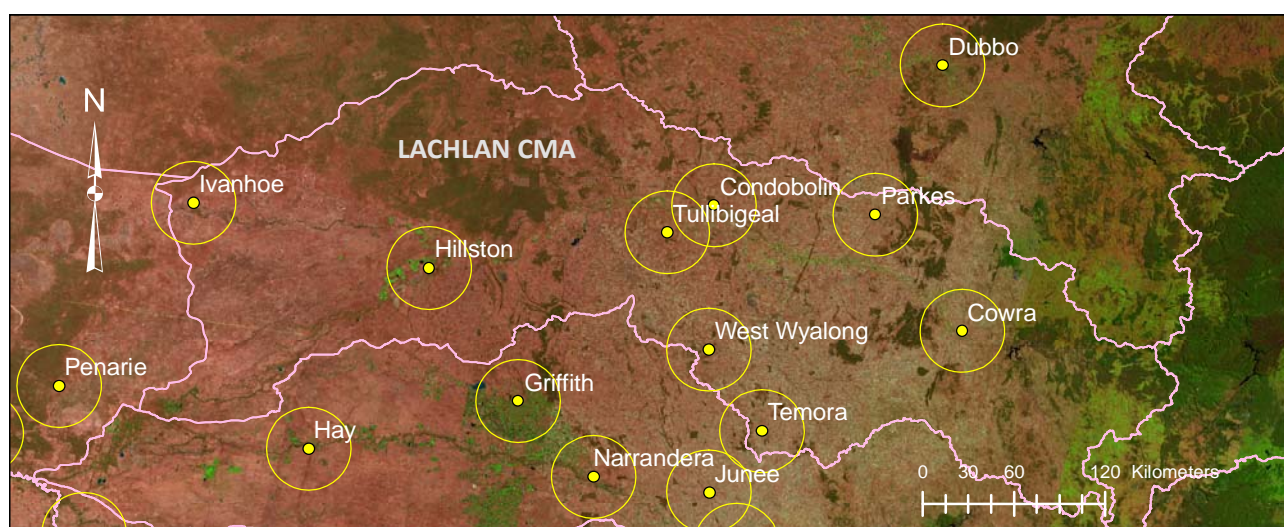 Dubbo
N
LACHLAN CMA
Ivanhoe
Condobolin
Parkes
Tullibigeal
Hillston
Cowra
West Wyalong
Penarie
Griffith
Temora
Hay
Narrandera
Junee
0 30 60 120 Kilometers